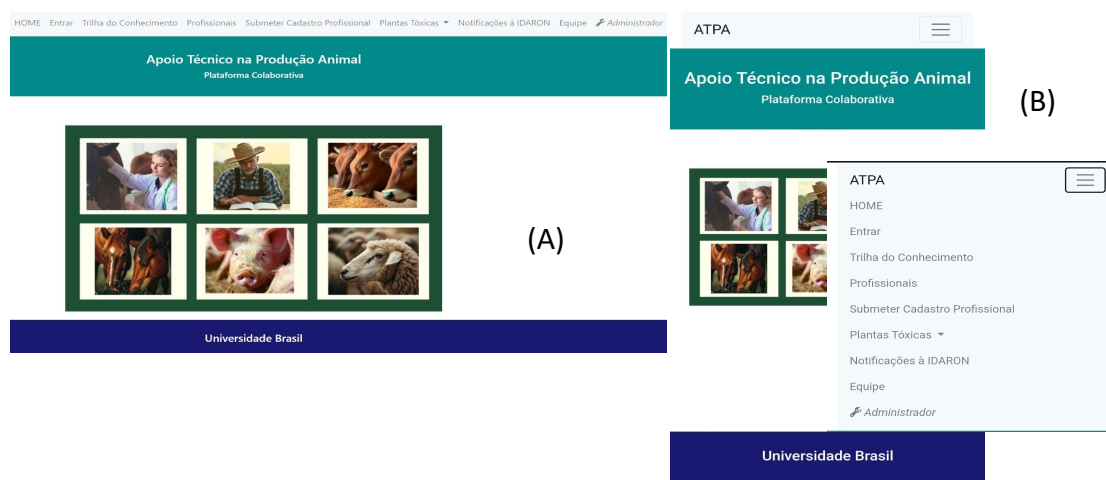 HOME Entrar Trilha do Conhecimento Profissionais Submeter Cadastro Profissional Plantas Tóxicas Notificações à IDARON Equipe Administrador
Apoio Técnico na Produção Animal
Plataforma Colaborativa
(A)
Universidade Brasil
ATPA
Apoio Técnico na Produção Animal
Plataforma Colaborativa
(B)
ATPA
HOME
Entrar
Trilha do Conhecimento
Profissionais
Submeter Cadastro Profissional
Plantas Tóxicas
Notificações à IDARON
Equipe
Administrador
Universidade Brasil